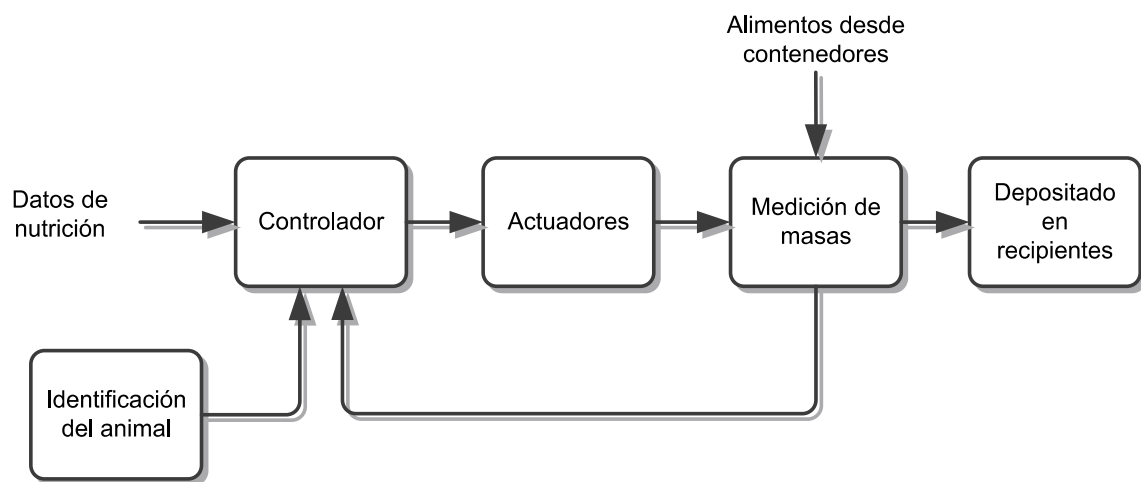 Alimentos desde
contenedores
Datos de
nutrición
Controlador
Actuadores
Medición de
masas
Depositado
en
recipientes
Identificación
del animal